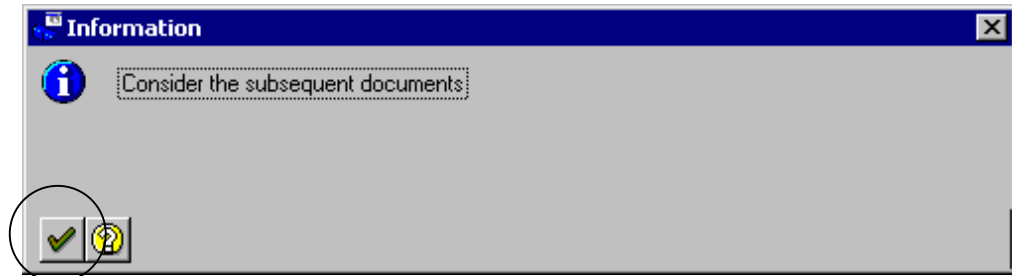 Information
Consider the subsequent documents